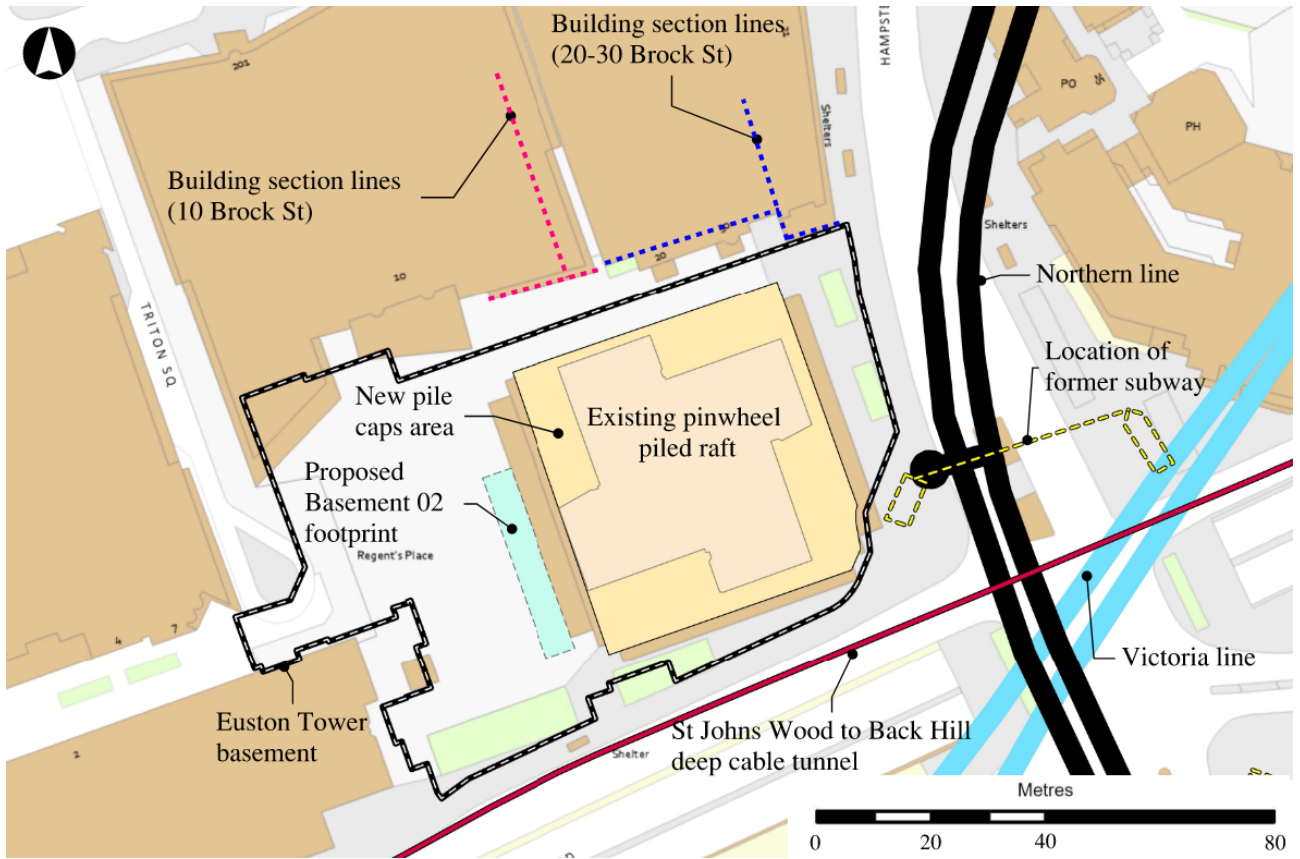 Building section lines
(20-30 Brock St)
HAMPSTE
201
21
PO
25
PH
Shelters
Building section lines
(10 Brock St)
Shelters
30
20
10
Northern line
TRITON SQ
Location of
former subway
New pile
caps area
Existing pinwheel
piled raft
Proposed
Basement 02
footprint
Regent's Place
4
7
Victoria line
Euston Tower
basement
2
Shelter
St Johns Wood to Back Hill
deep cable tunnel
Metres
0
20
40
80